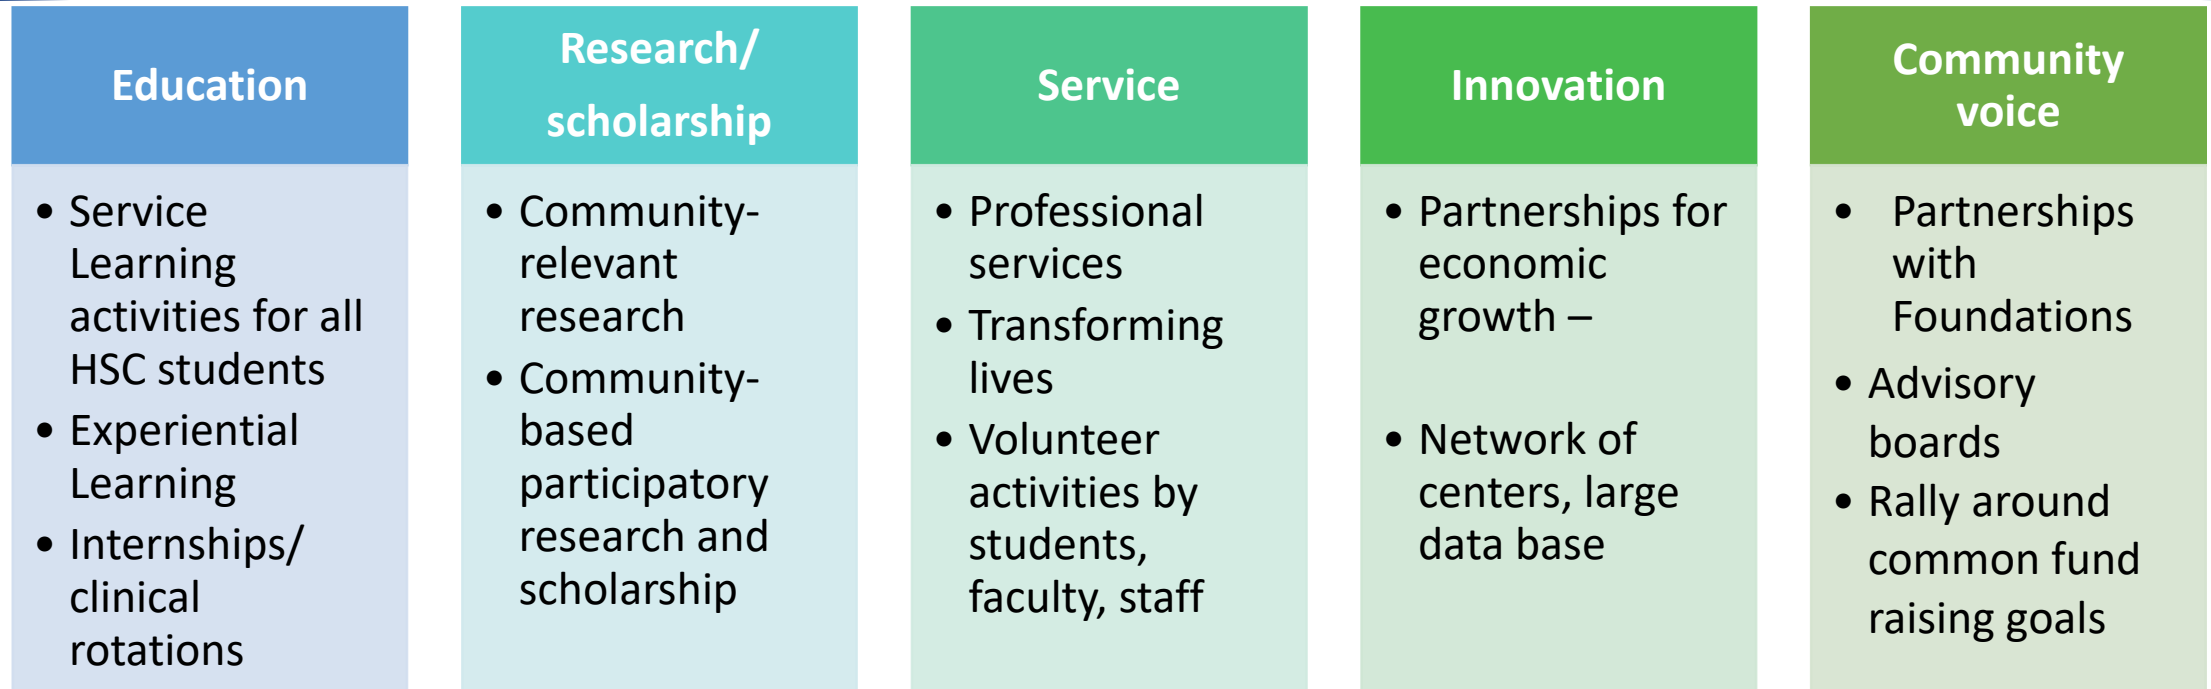 Education
• Service
Learning
activities for all
HSC students
• Experiential
Learning
• Internships/
clinical
rotations
Research/
scholarship
• Community-
relevant
research
• Community-
based
participatory
research and
scholarship
Service
• Professional
services
• Transforming
lives
• Volunteer
activities by
students,
faculty, staff
Innovation
• Partnerships for
economic
growth –
• Network of
centers, large
data base
Community
voice
• Partnerships
with
Foundations
• Advisory
boards
• Rally around
common fund
raising goals